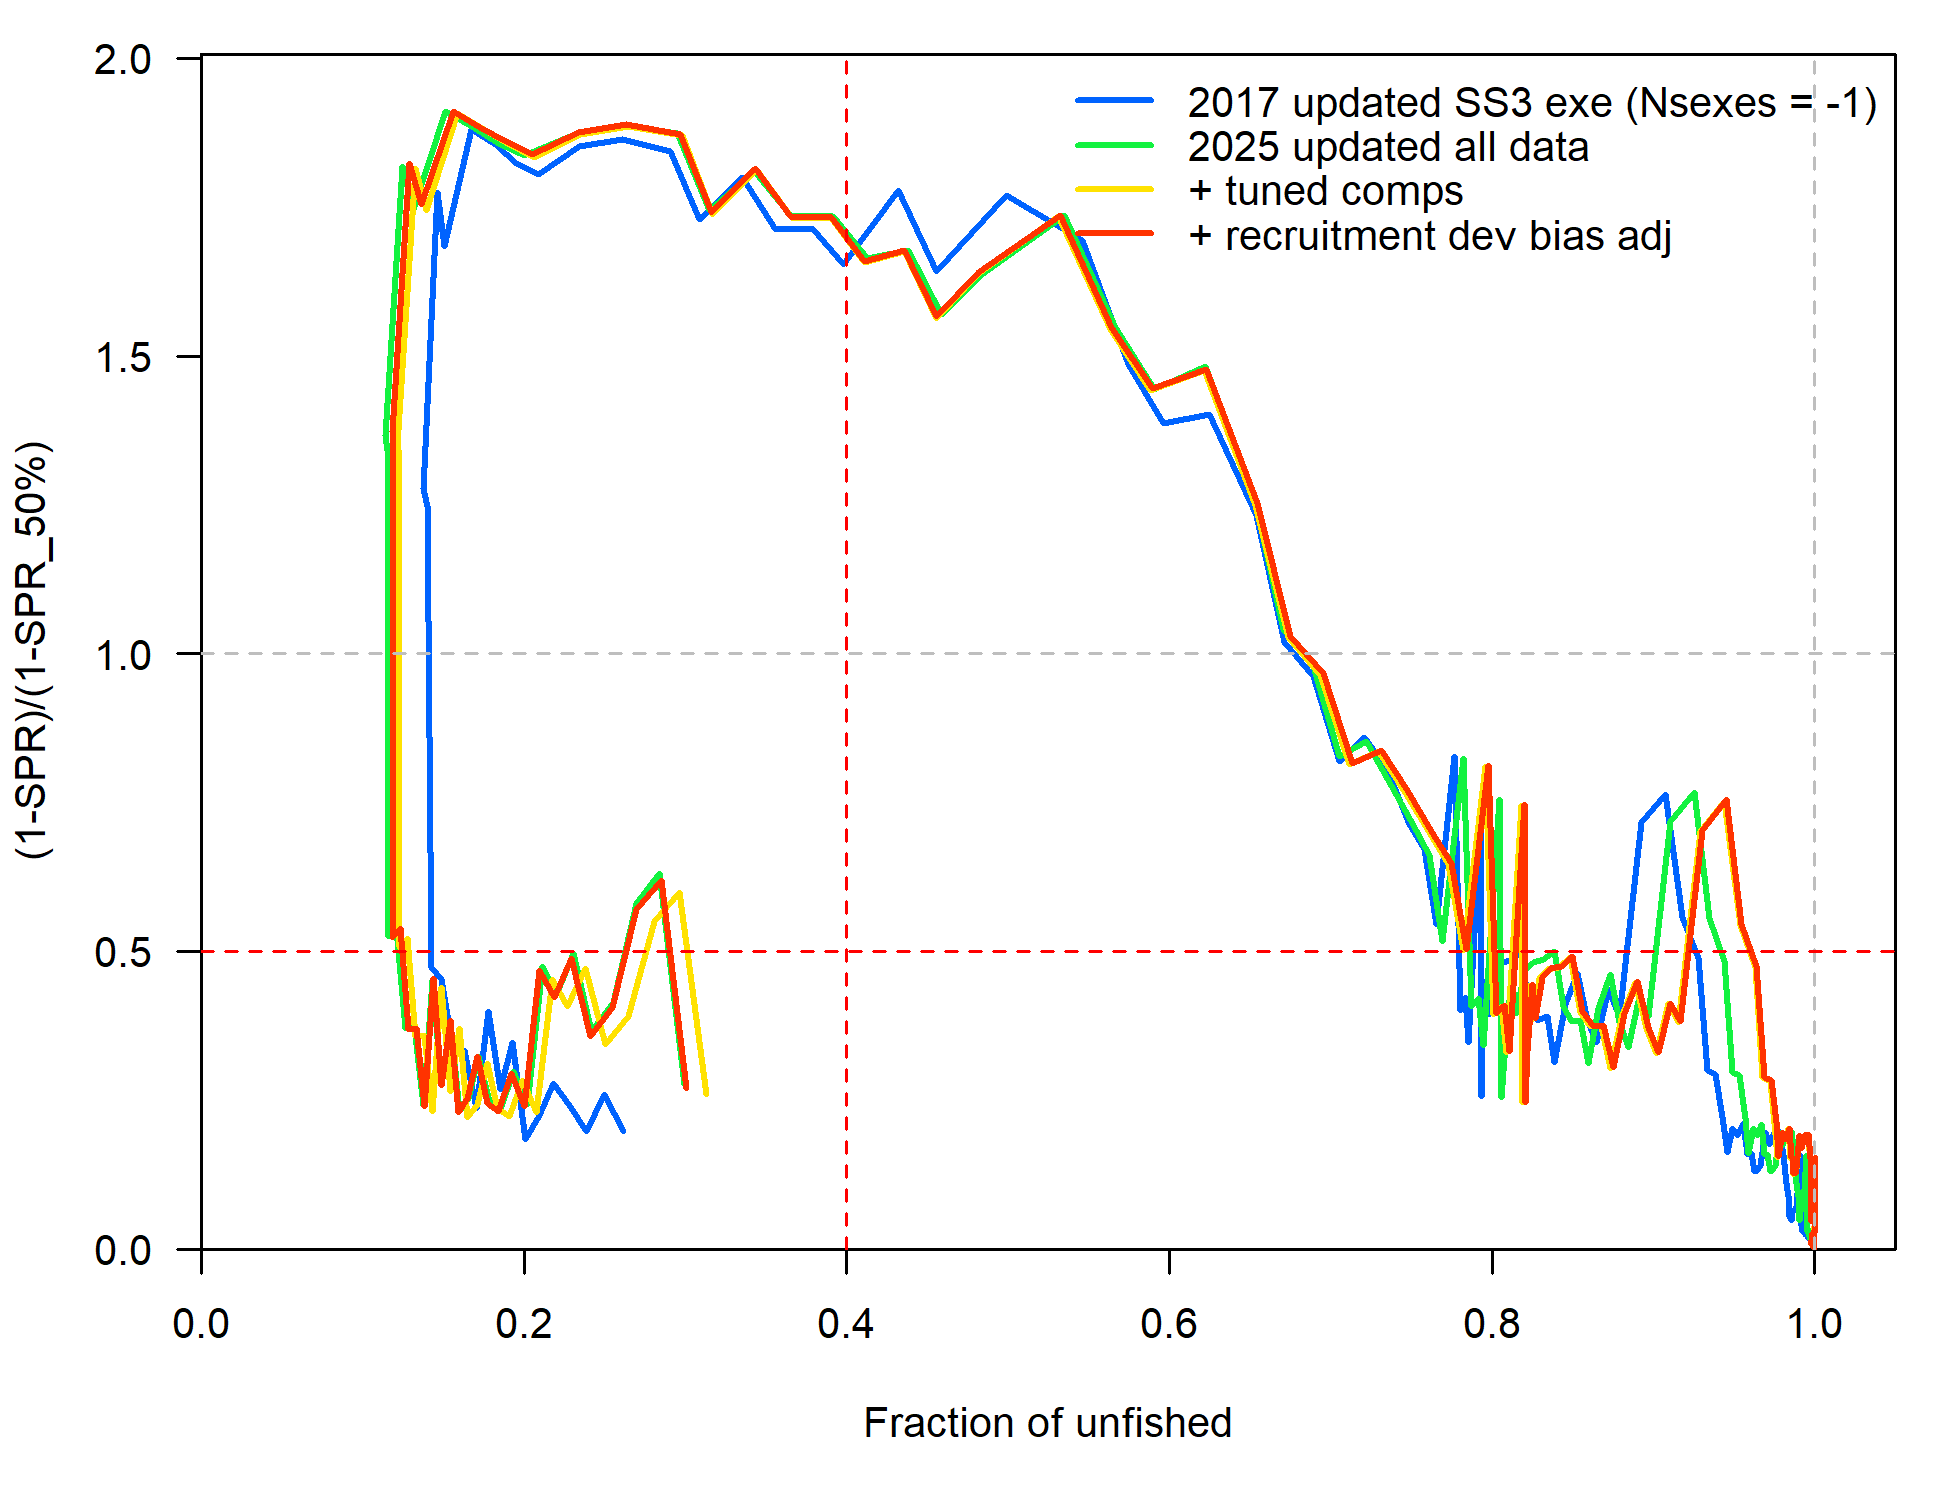 2017 updated SS3 exe (Nsexes = -1)
2025 updated all data
+ tuned comps
+ recruitment dev bias adj
(1-SPR)/(1-SPR_50%)
2.0
1.5
1.0
0.5
0.0
0.0 0.2 0.4 0.6 0.8 1.0
Fraction of unfished